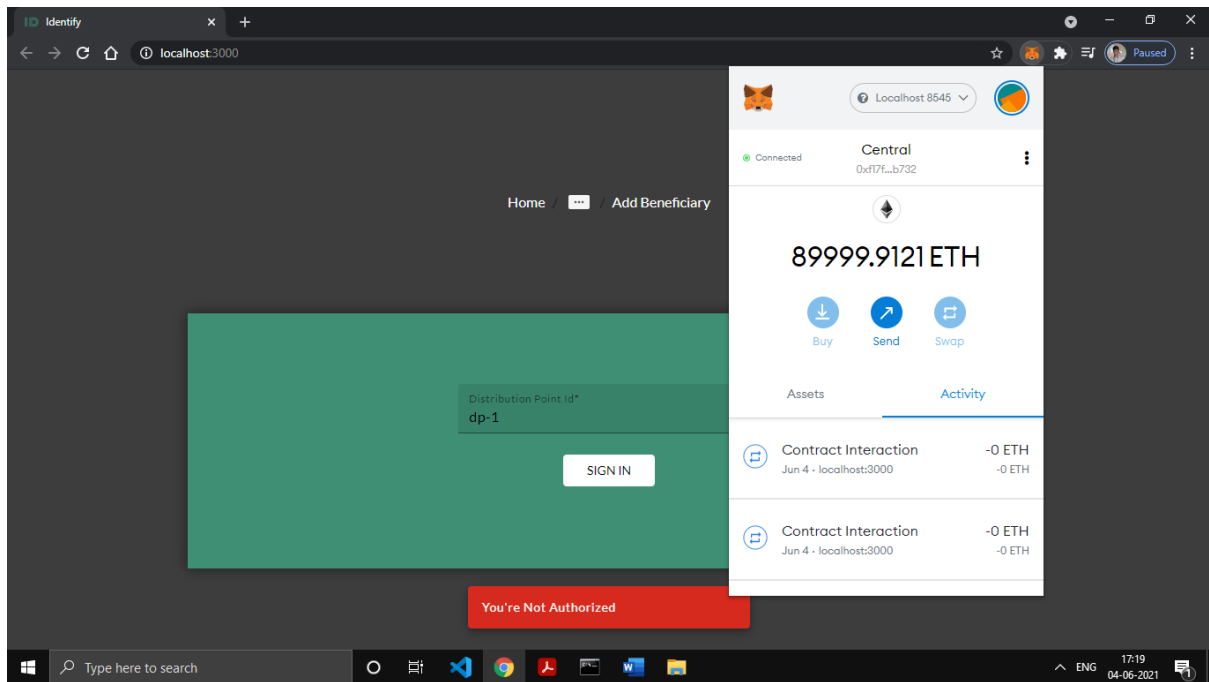 ID Identify
localhost:3000
Paused
Localhost 8545
Connected
Central
0xf17f...b732
Home / ... / Add Beneficiary
89999.9121 ETH
Buy Send Swap
Assets Activity
Distribution Point Id*
dp-1
SIGN IN
Contract Interaction -0 ETH
Jun 4 · localhost:3000 -0 ETH
Contract Interaction -0 ETH
Jun 4 · localhost:3000 -0 ETH
You're Not Authorized
Type here to search
ENG
17:19
04-06-2021
1